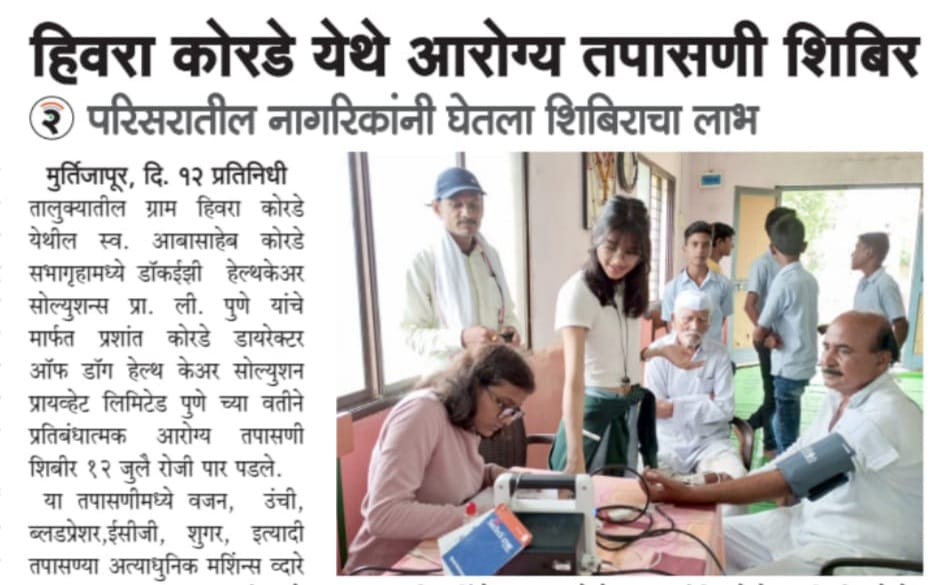 हिवरा कोरडे येथे आरोग्य तपासणी शिबिर
२ परिसरातील नागरिकांनी घेतला शिबिराचा लाभ
मुर्तिजापूर, दि. १२ प्रतिनिधी
तालुक्यातील ग्राम हिवरा कोरडे
येथील स्व. आबासाहेब कोरडे
सभागृहामध्ये डॉकईझी हेल्थकेअर
सोल्युशन्स प्रा. ली. पुणे यांचे
मार्फत प्रशांत कोरडे डायरेक्टर
ऑफ डॉग हेल्थ केअर सोल्युशन
प्रायव्हेट लिमिटेड पुणे च्या वतीने
प्रतिबंधात्मक आरोग्य तपासणी
शिबीर १२ जुलै रोजी पार पडले.
या तपासणीमध्ये वजन, उंची,
ब्लडप्रेशर,ईसीजी, शुगर, इत्यादी
तपासण्या अत्याधुनिक मशिंन्स व्दारे